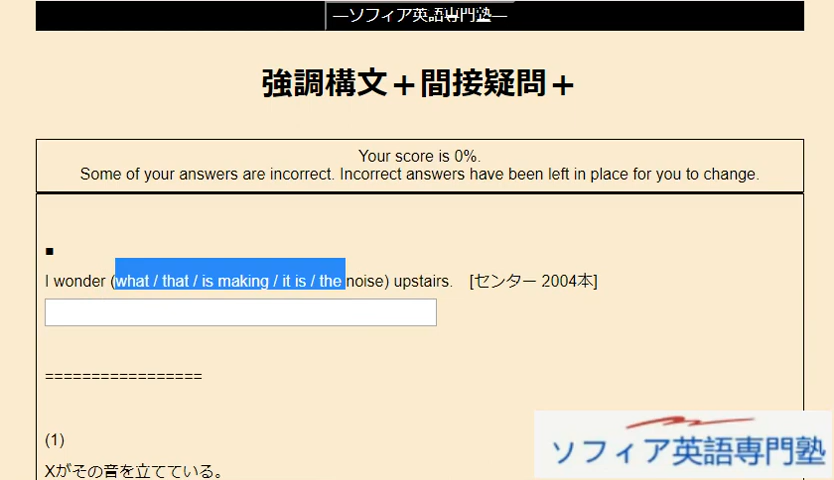 ―ソフィア英語専門塾―
強調構文＋間接疑問＋
Your score is 0%.
Some of your answers are incorrect. Incorrect answers have been left in place for you to change.
■
I wonder (what / that / is making / it is / the noise) upstairs. [センター 2004本]
=================
(1)
Xがその音を立てている。
ソフィア英語専門塾